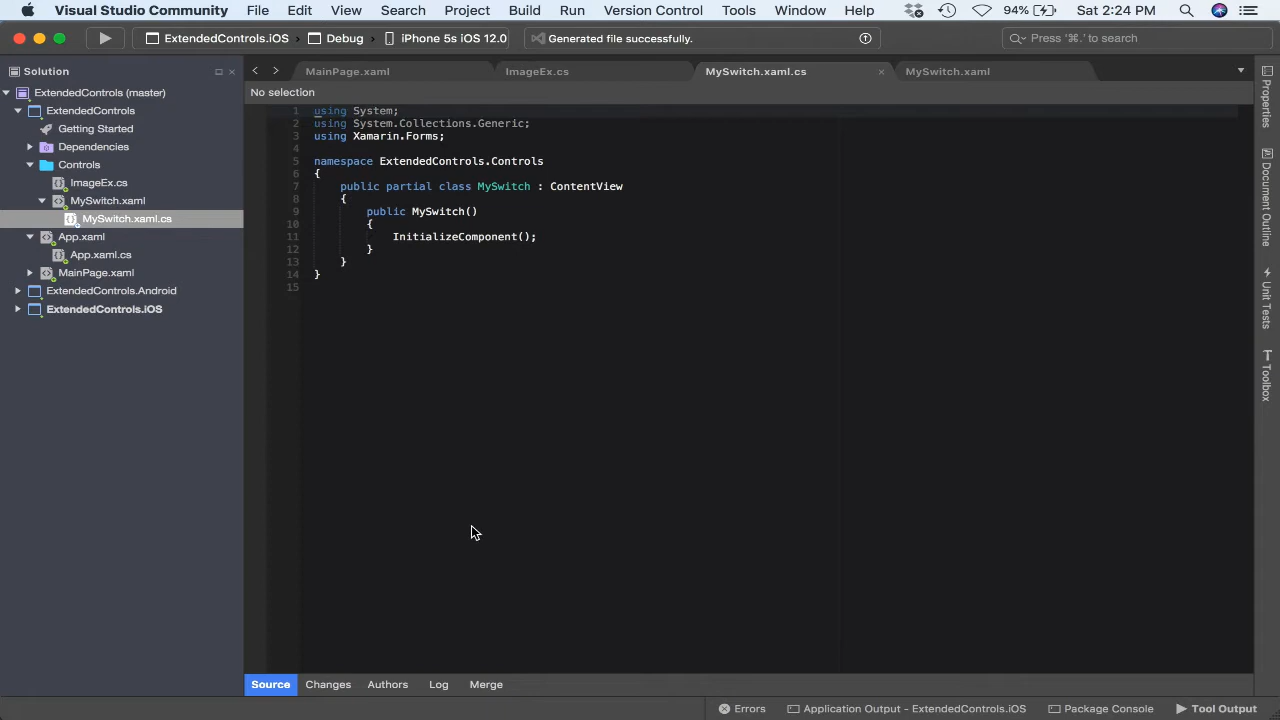 Visual Studio Community File Edit View Search Project Build Run Version Control Tools Window Help 94% Sat 2:24 PM
ExtendedControls.iOS Debug iPhone 5s iOS 12.0 Generated file successfully. Press '⌘.' to search
Solution
MainPage.xaml ImageEx.cs MySwitch.xaml.cs MySwitch.xaml
No selection
ExtendedControls (master)
ExtendedControls
Getting Started
Dependencies
Controls
ImageEx.cs
MySwitch.xaml
MySwitch.xaml.cs
App.xaml
App.xaml.cs
MainPage.xaml
ExtendedControls.Android
ExtendedControls.iOS
1 using System;
2 using System.Collections.Generic;
3 using Xamarin.Forms;
4
5 namespace ExtendedControls.Controls
6 {
7 public partial class MySwitch : ContentView
8 {
9 public MySwitch()
10 {
11 InitializeComponent();
12 }
13 }
14 }
15
Properties
Document Outline
Unit Tests
Toolbox
Source Changes Authors Log Merge
Errors Application Output - ExtendedControls.iOS Package Console Tool Output